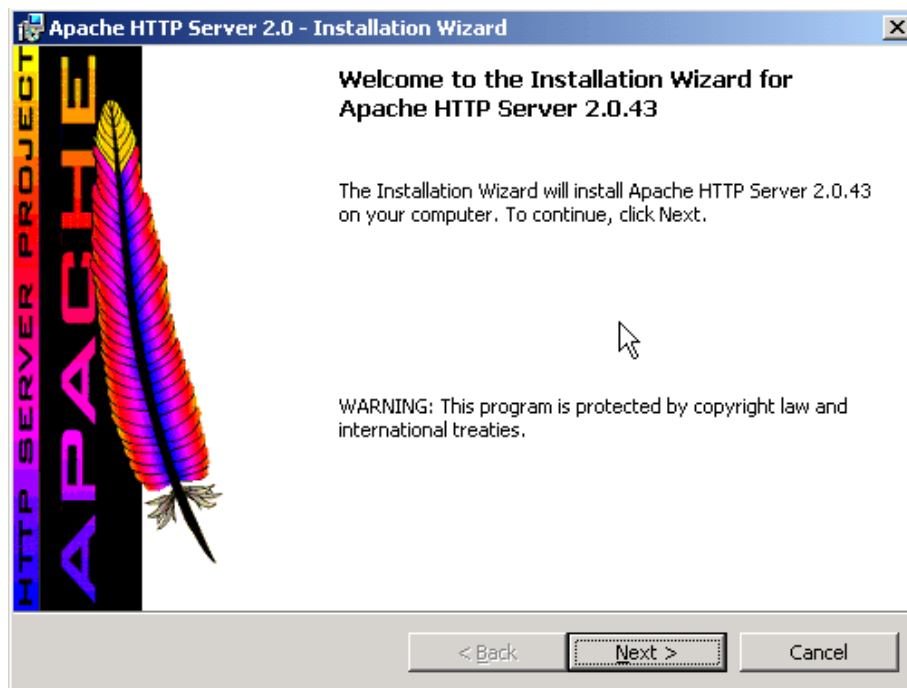 Apache HTTP Server 2.0 - Installation Wizard
HTTP SERVER PROJECT
APACHE
Welcome to the Installation Wizard for
Apache HTTP Server 2.0.43
The Installation Wizard will install Apache HTTP Server 2.0.43
on your computer. To continue, click Next.
WARNING: This program is protected by copyright law and
international treaties.
< Back
Next >
Cancel